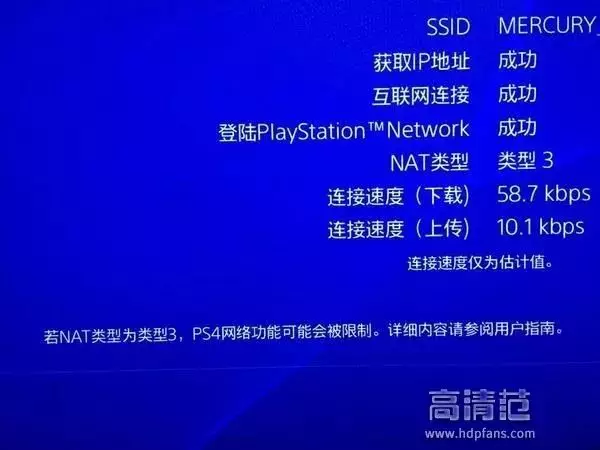 SSID MERCURY_
获取IP地址 成功
互联网连接 成功
登陆PlayStation™Network 成功
NAT类型 类型 3
连接速度（下载) 58.7 kbps
连接速度（上传) 10.1 kbps
连接速度仅为估计值。
若NAT类型为类型3，PS4网络功能可能会被限制。详细内容请参阅用户指南。
高清范
www.hdpfans.com